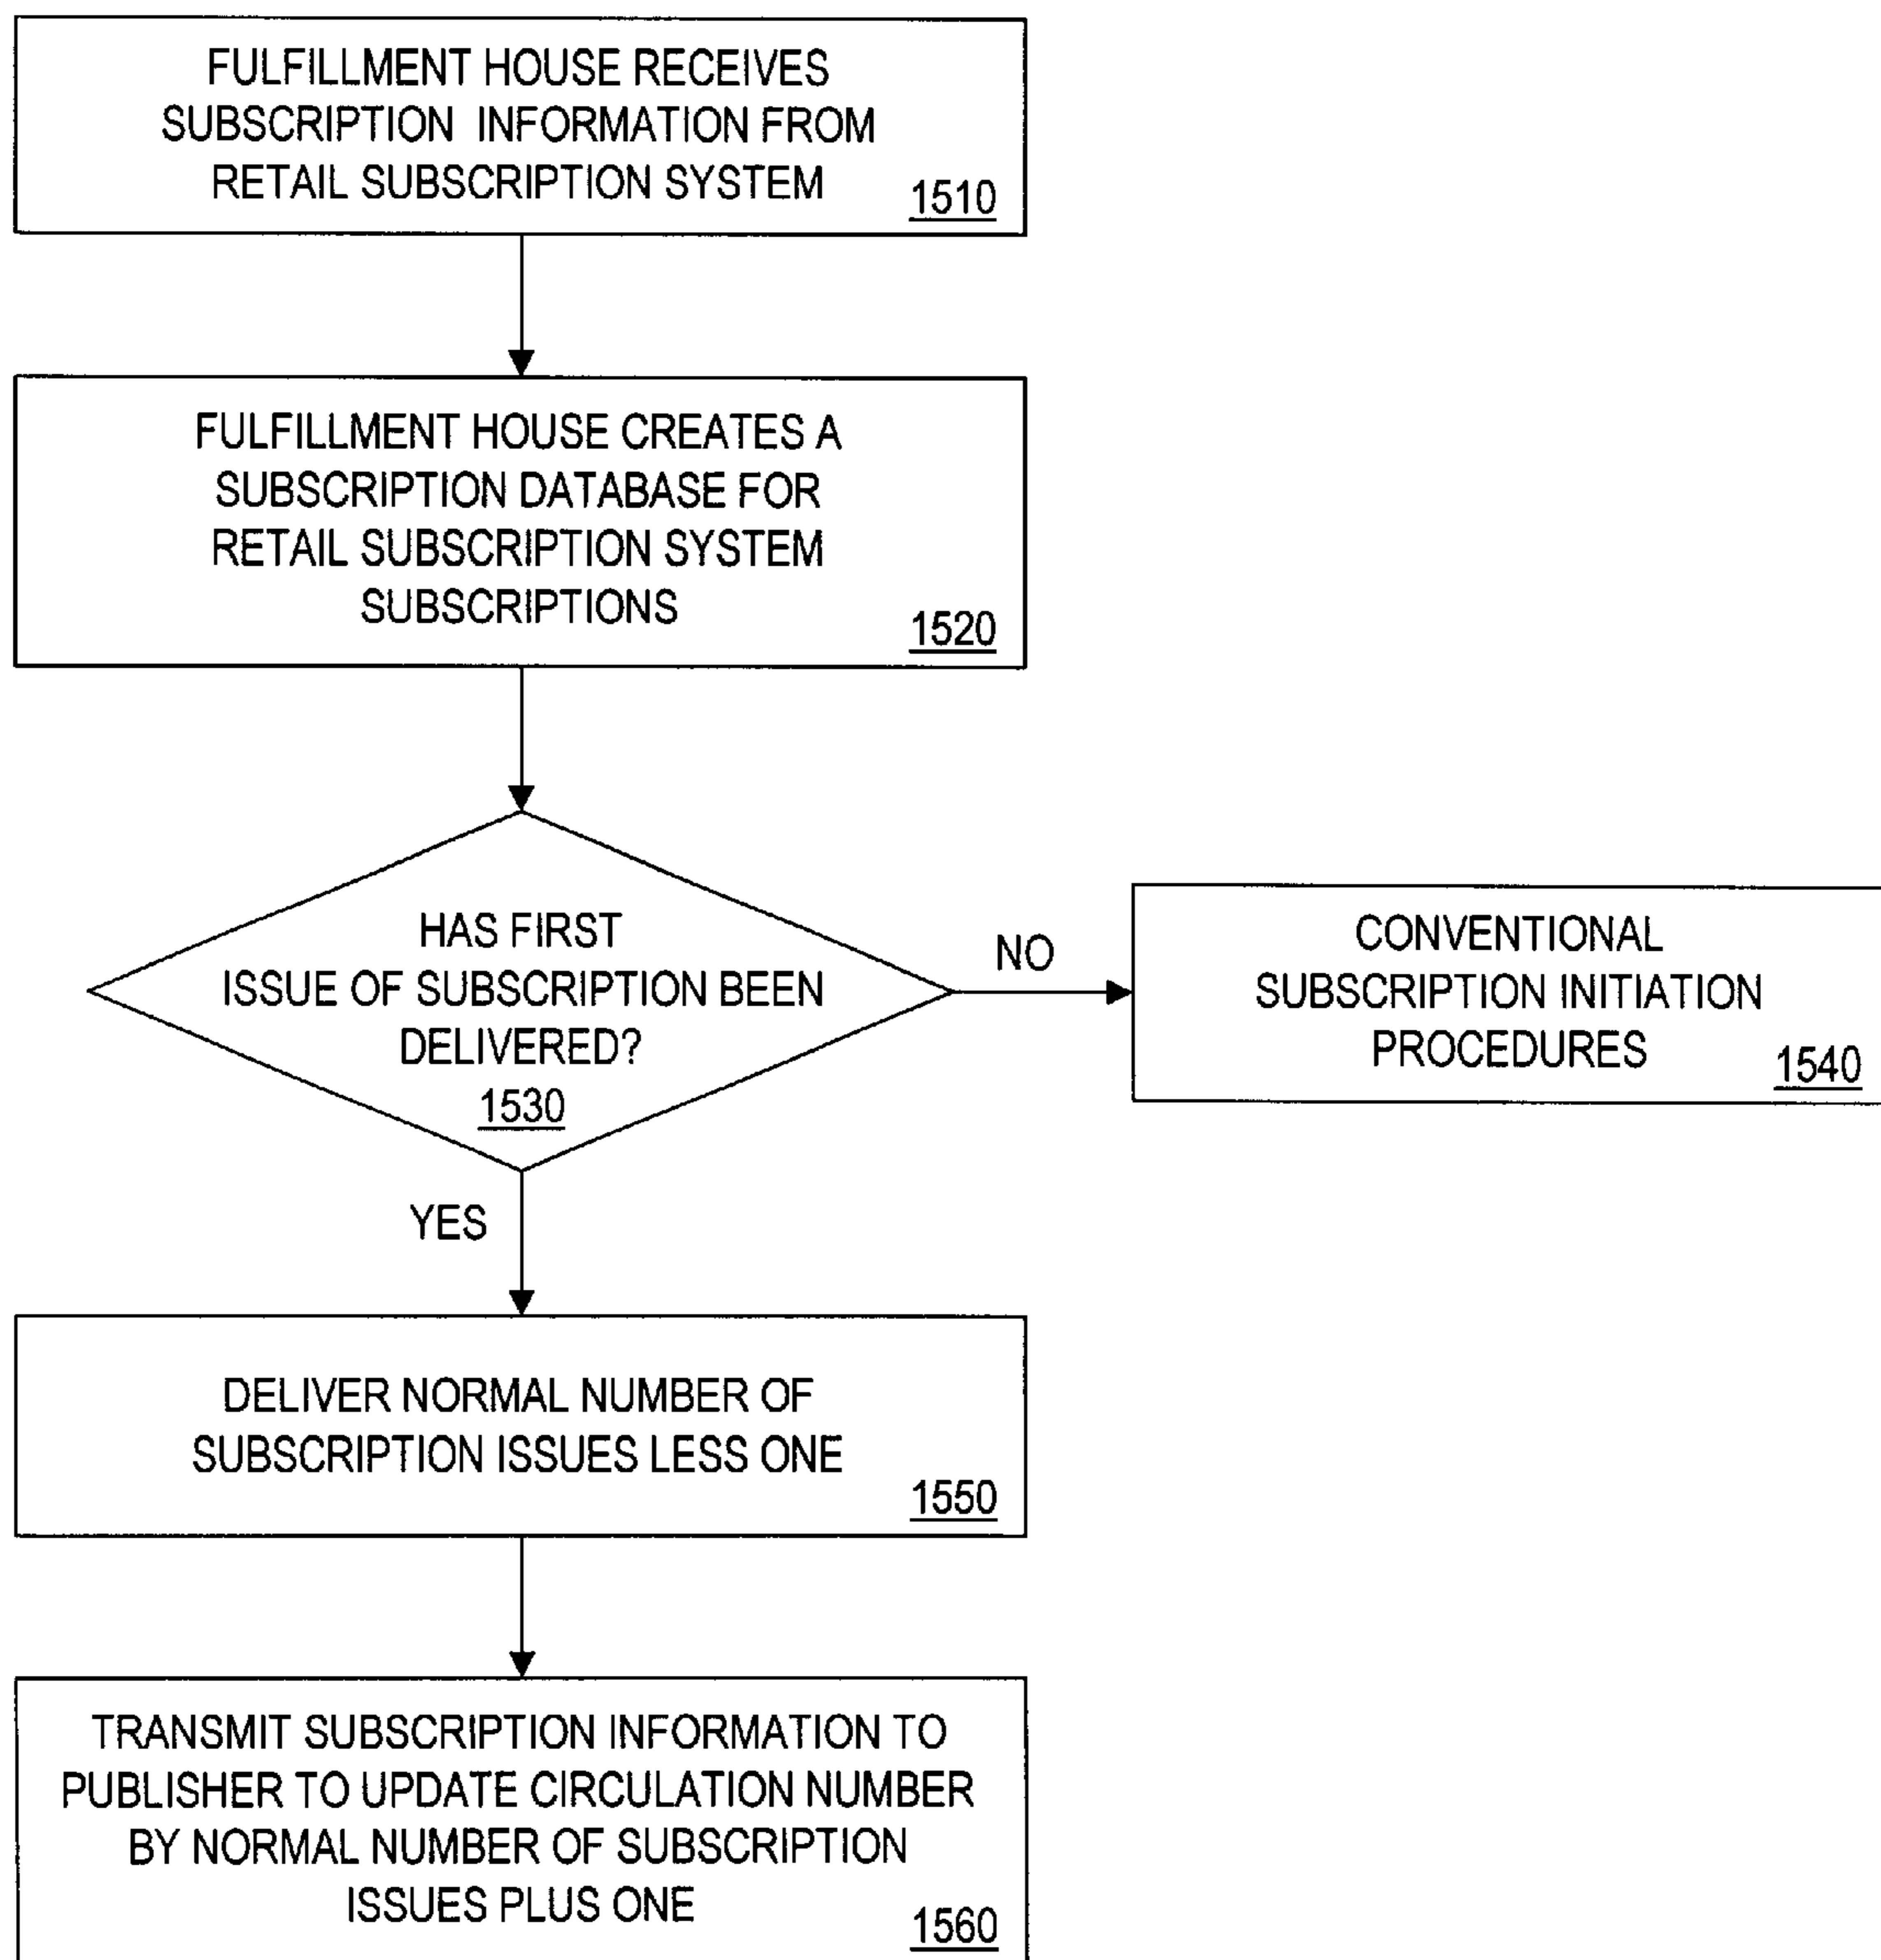 FULFILLMENT HOUSE RECEIVES
SUBSCRIPTION INFORMATION FROM
RETAIL SUBSCRIPTION SYSTEM
1510
FULFILLMENT HOUSE CREATES A
SUBSCRIPTION DATABASE FOR
RETAIL SUBSCRIPTION SYSTEM
SUBSCRIPTIONS
1520
HAS FIRST
ISSUE OF SUBSCRIPTION BEEN
DELIVERED?
1530
NO
CONVENTIONAL
SUBSCRIPTION INITIATION
PROCEDURES
1540
YES
DELIVER NORMAL NUMBER OF
SUBSCRIPTION ISSUES LESS ONE
1550
TRANSMIT SUBSCRIPTION INFORMATION TO
PUBLISHER TO UPDATE CIRCULATION NUMBER
BY NORMAL NUMBER OF SUBSCRIPTION
ISSUES PLUS ONE
1560